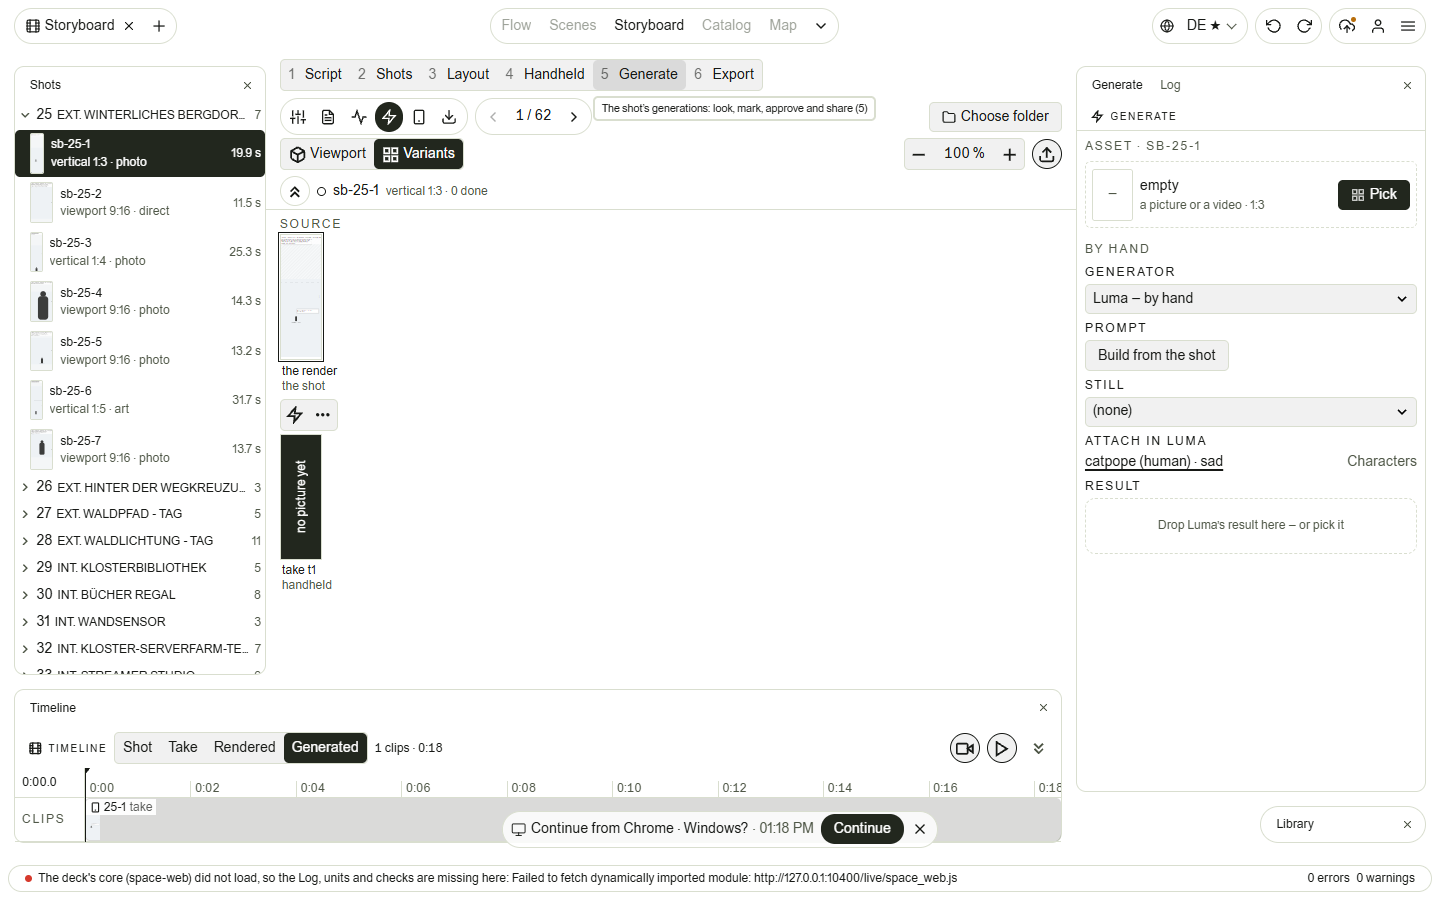 Storyboard
Flow Scenes Storyboard Catalog Map
DE ★
Shots
25 EXT. WINTERLICHES BERGDOR... 7
sb-25-1
vertical 1:3 · photo
19.9 s
sb-25-2
viewport 9:16 · direct
11.5 s
sb-25-3
vertical 1:4 · photo
25.3 s
sb-25-4
viewport 9:16 · photo
14.3 s
sb-25-5
viewport 9:16 · photo
13.2 s
sb-25-6
vertical 1:5 · art
31.7 s
sb-25-7
viewport 9:16 · photo
13.7 s
26 EXT. HINTER DER WEGKREUZU... 3
27 EXT. WALDPFAD - TAG 5
28 EXT. WALDLICHTUNG - TAG 11
29 INT. KLOSTERBIBLIOTHEK 5
30 INT. BÜCHER REGAL 8
31 INT. WANDSENSOR 3
32 INT. KLOSTER-SERVERFARM-TE... 7
33 INT. STREAMER STUDIO
1 Script 2 Shots 3 Layout 4 Handheld 5 Generate 6 Export
1 / 62
The shot's generations: look, mark, approve and share (5)
Choose folder
Viewport Variants
100 %
sb-25-1 vertical 1:3 · 0 done
SOURCE
the render
the shot
no picture yet
take t1
handheld
Generate Log
GENERATE
ASSET · SB-25-1
empty
a picture or a video · 1:3
Pick
BY HAND
GENERATOR
Luma – by hand
PROMPT
Build from the shot
STILL
(none)
ATTACH IN LUMA
catpope (human) · sad Characters
RESULT
Drop Luma's result here – or pick it
Timeline
TIMELINE Shot Take Rendered Generated 1 clips · 0:18
0:00.0
0:00 0:02 0:04 0:06 0:08 0:10 0:12 0:14 0:16 0:18
CLIPS
25-1 take
Continue from Chrome · Windows? · 01:18 PM Continue
Library
The deck's core (space-web) did not load, so the Log, units and checks are missing here: Failed to fetch dynamically imported module: http://127.0.0.1:10400/live/space_web.js
0 errors 0 warnings